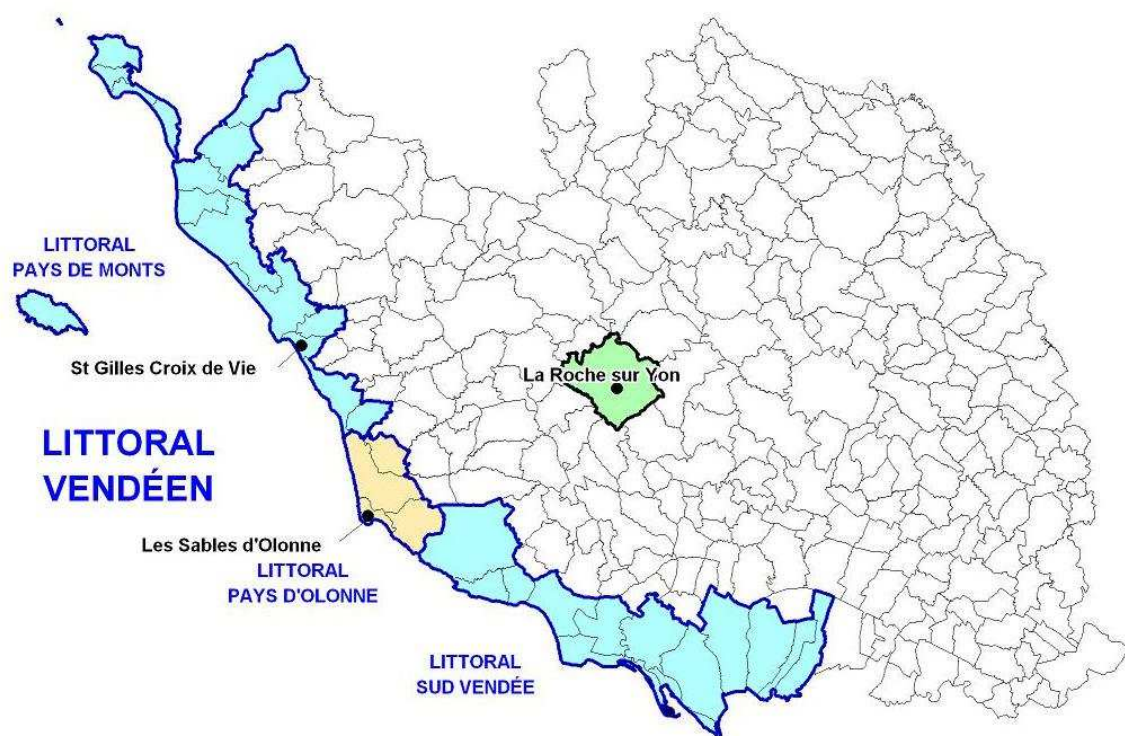 LITTORAL
PAYS DE MONTS
St Gilles Croix de Vie
La Roche sur Yon
LITTORAL
VENDÉEN
Les Sables d'Olonne
LITTORAL
PAYS D'OLONNE
LITTORAL
SUD VENDÉE